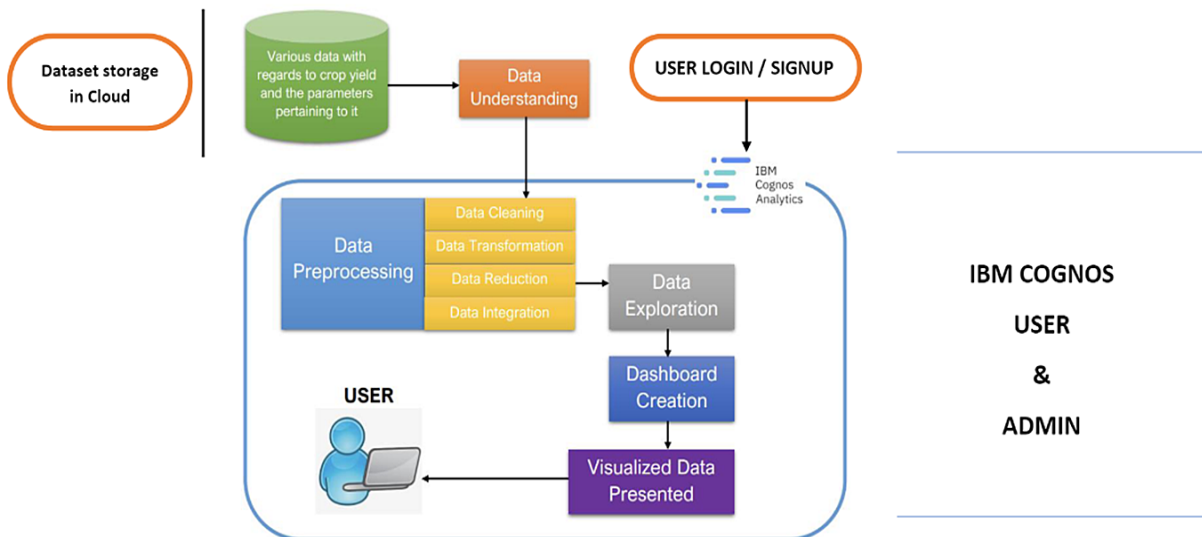 Dataset storage
in Cloud
Various data with
regards to crop yield
and the parameters
pertaining to it
Data
Understanding
USER LOGIN / SIGNUP
IBM
Cognos
Analytics
Data
Preprocessing
Data Cleaning
Data Transformation
Data Reduction
Data Integration
Data
Exploration
Dashboard
Creation
USER
Visualized Data
Presented
IBM COGNOS
USER
&
ADMIN